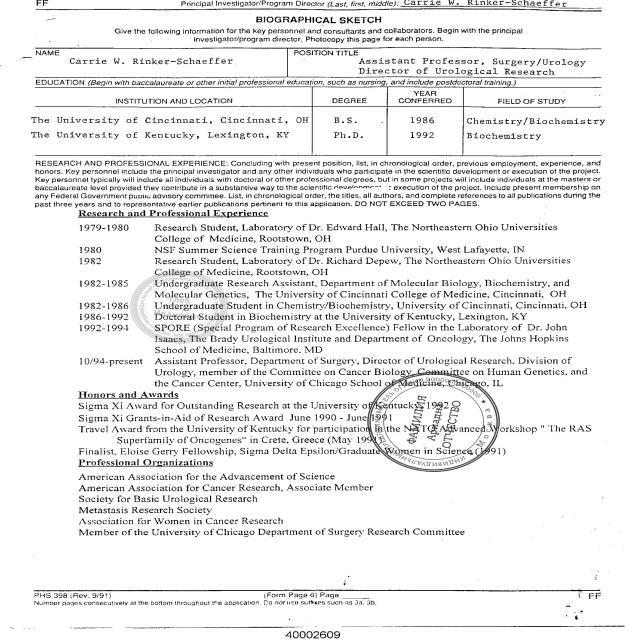 FF Principal Investigator/Program Director (Last, first, middle): Carrie W. Rinker-Schaeffer
BIOGRAPHICAL SKETCH
Give the following information for the key personnel and consultants and collaborators. Begin with the principal
investigator/program director. Photocopy this page for each person.
NAME POSITION TITLE
Carrie W. Rinker-Schaeffer Assistant Professor, Surgery/Urology
Director of Urological Research
EDUCATION (Begin with baccalaureate or other initial professional education, such as nursing, and include postdoctoral training.)
INSTITUTION AND LOCATION DEGREE YEAR CONFERRED FIELD OF STUDY
The University of Cincinnati, Cincinnati, OH B.S. 1986 Chemistry/Biochemistry
The University of Kentucky, Lexington, KY Ph.D. 1992 Biochemistry
RESEARCH AND PROFESSIONAL EXPERIENCE: Concluding with present position, list, in chronological order, previous employment, experience, and
honors. Key personnel include the principal investigator and any other individuals who participate in the scientific development or execution of the project.
Key personnel typically will include all individuals with doctoral or other professional degrees, but in some projects will include individuals at the masters or
baccalaureate level provided they contribute in a substantive way to the scientific execution of the project. Include present membership on
any Federal Government public advisory committee. List, in chronological order, the titles, all authors, and complete references to all publications during the
past three years and to representative earlier publications pertinent to this application. DO NOT EXCEED TWO PAGES.
Research and Professional Experience
1979-1980 Research Student, Laboratory of Dr. Edward Hall, The Northeastern Ohio Universities
College of Medicine, Rootstown, OH
1980 NSF Summer Science Training Program Purdue University, West Lafayette, IN
1982 Research Student, Laboratory of Dr. Richard Depew, The Northeastern Ohio Universities
College of Medicine, Rootstown, OH
1982-1985 Undergraduate Research Assistant, Department of Molecular Biology, Biochemistry, and
Molecular Genetics, The University of Cincinnati College of Medicine, Cincinnati, OH
1982-1986 Undergraduate Student in Chemistry/Biochemistry, University of Cincinnati, Cincinnati, OH
1986-1992 Doctoral Student in Biochemistry at the University of Kentucky, Lexington, KY
1992-1994 SPORE (Special Program of Research Excellence) Fellow in the Laboratory of Dr. John
Isaacs, The Brady Urological Institute and Department of Oncology, The Johns Hopkins
School of Medicine, Baltimore, MD
10/94-present Assistant Professor, Department of Surgery, Director of Urological Research, Division of
Urology, member of the Committee on Cancer Biology, Committee on Human Genetics, and
the Cancer Center, University of Chicago School of Medicine, Chicago, IL
Honors and Awards
Sigma Xi Award for Outstanding Research at the University of Kentucky 1992
Sigma Xi Grants-in-Aid of Research Award June 1990 - June 1991
Travel Award from the University of Kentucky for participation in the NATO Advanced Workshop " The RAS
Superfamily of Oncogenes" in Crete, Greece (May 1991)
Finalist, Eloise Gerry Fellowship, Sigma Delta Epsilon/Graduate Women in Science (1991)
ФАМИЛИЯ
ОТЧЕСТВО
Professional Organizations
American Association for the Advancement of Science
American Association for Cancer Research, Associate Member
Society for Basic Urological Research
Metastasis Research Society
Association for Women in Cancer Research
Member of the University of Chicago Department of Surgery Research Committee
PHS 398 (Rev. 9/91) (Form Page 6) Page FF
Number pages consecutively at the bottom throughout the application. Do not use suffixes such as 3a, 3b.
40002609